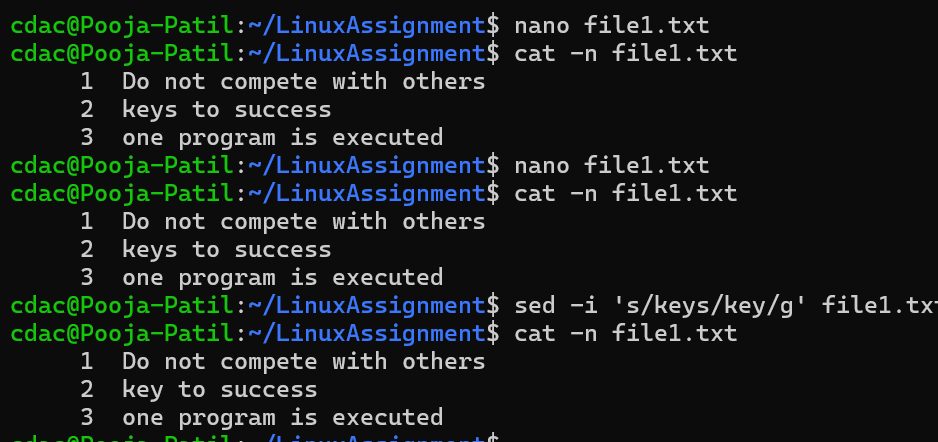 cdac@Pooja-Patil:~/LinuxAssignment$ nano file1.txt
cdac@Pooja-Patil:~/LinuxAssignment$ cat -n file1.txt
1 Do not compete with others
2 keys to success
3 one program is executed
cdac@Pooja-Patil:~/LinuxAssignment$ nano file1.txt
cdac@Pooja-Patil:~/LinuxAssignment$ cat -n file1.txt
1 Do not compete with others
2 keys to success
3 one program is executed
cdac@Pooja-Patil:~/LinuxAssignment$ sed -i 's/keys/key/g' file1.txt
cdac@Pooja-Patil:~/LinuxAssignment$ cat -n file1.txt
1 Do not compete with others
2 key to success
3 one program is executed
cdac@Pooja-Patil:~/LinuxAssignment$